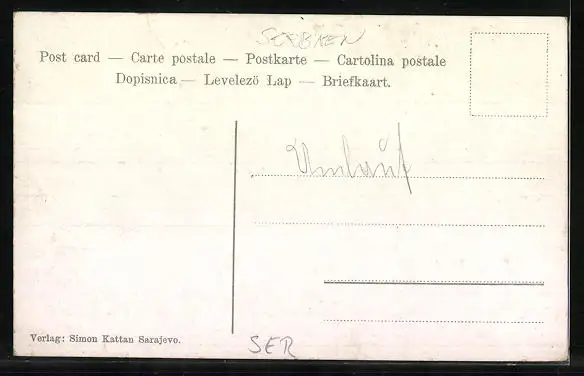 SERBIEN
Post card — Carte postale — Postkarte — Cartolina postale
Dopisnica — Levelezö Lap — Briefkaart.
Verlag: Simon Kattan Sarajevo.
SER